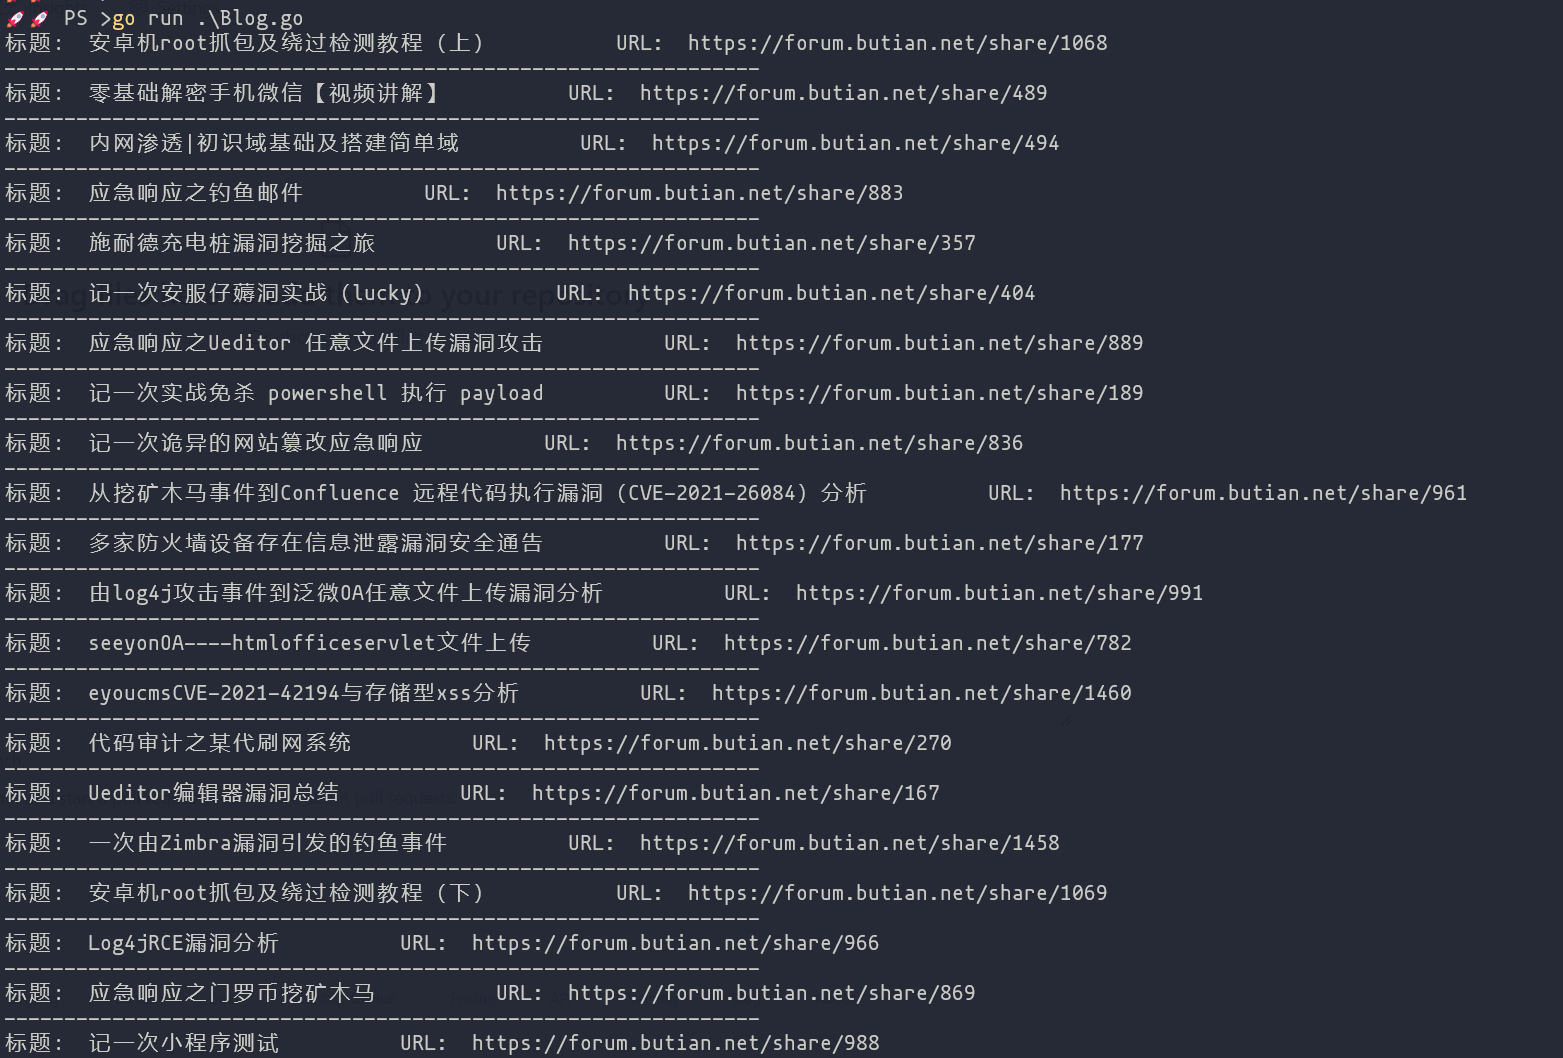 🚀🚀 PS >go run .\Blog.go
标题: 安卓机root抓包及绕过检测教程（上） URL: https://forum.butian.net/share/1068
---------------------------------------------------------------
标题: 零基础解密手机微信【视频讲解】 URL: https://forum.butian.net/share/489
---------------------------------------------------------------
标题: 内网渗透|初识域基础及搭建简单域 URL: https://forum.butian.net/share/494
---------------------------------------------------------------
标题: 应急响应之钓鱼邮件 URL: https://forum.butian.net/share/883
---------------------------------------------------------------
标题: 施耐德充电桩漏洞挖掘之旅 URL: https://forum.butian.net/share/357
---------------------------------------------------------------
标题: 记一次安服仔薅洞实战（lucky） URL: https://forum.butian.net/share/404
---------------------------------------------------------------
标题: 应急响应之Ueditor 任意文件上传漏洞攻击 URL: https://forum.butian.net/share/889
---------------------------------------------------------------
标题: 记一次实战免杀 powershell 执行 payload URL: https://forum.butian.net/share/189
---------------------------------------------------------------
标题: 记一次诡异的网站篡改应急响应 URL: https://forum.butian.net/share/836
---------------------------------------------------------------
标题: 从挖矿木马事件到Confluence 远程代码执行漏洞（CVE-2021-26084）分析 URL: https://forum.butian.net/share/961
---------------------------------------------------------------
标题: 多家防火墙设备存在信息泄露漏洞安全通告 URL: https://forum.butian.net/share/177
---------------------------------------------------------------
标题: 由log4j攻击事件到泛微OA任意文件上传漏洞分析 URL: https://forum.butian.net/share/991
---------------------------------------------------------------
标题: seeyonOA----htmlofficeservlet文件上传 URL: https://forum.butian.net/share/782
---------------------------------------------------------------
标题: eyoucmsCVE-2021-42194与存储型xss分析 URL: https://forum.butian.net/share/1460
---------------------------------------------------------------
标题: 代码审计之某代刷网系统 URL: https://forum.butian.net/share/270
---------------------------------------------------------------
标题: Ueditor编辑器漏洞总结 URL: https://forum.butian.net/share/167
---------------------------------------------------------------
标题: 一次由Zimbra漏洞引发的钓鱼事件 URL: https://forum.butian.net/share/1458
---------------------------------------------------------------
标题: 安卓机root抓包及绕过检测教程（下） URL: https://forum.butian.net/share/1069
---------------------------------------------------------------
标题: Log4jRCE漏洞分析 URL: https://forum.butian.net/share/966
---------------------------------------------------------------
标题: 应急响应之门罗币挖矿木马 URL: https://forum.butian.net/share/869
---------------------------------------------------------------
标题: 记一次小程序测试 URL: https://forum.butian.net/share/988